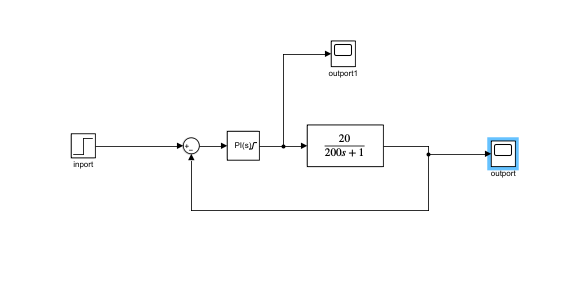 outport1
inport
+
−
PI(s)
20
200s + 1
outport